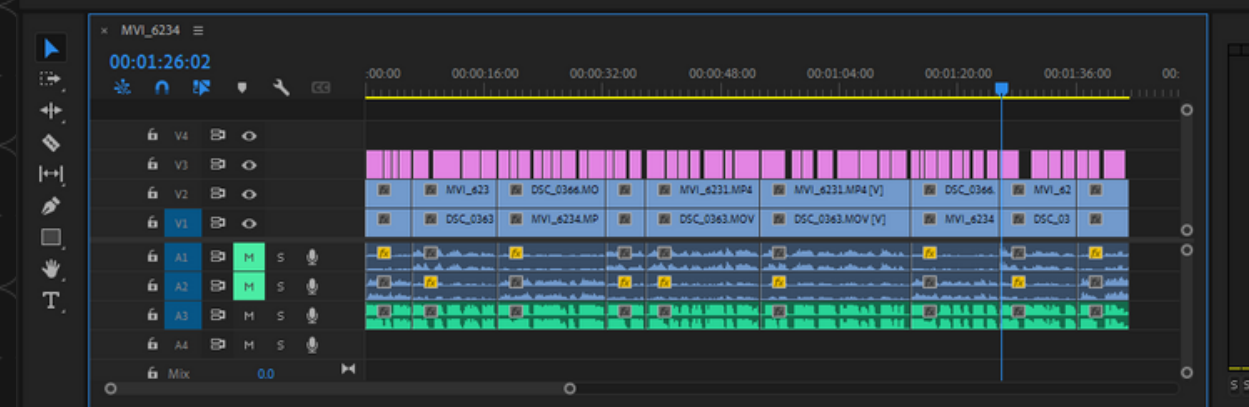 × MVI_6234 ≡
00:01:26:02
:00:00 00:00:16:00 00:00:32:00 00:00:48:00 00:01:04:00 00:01:20:00 00:01:36:00 00:
V4
V3
V2 MVI_623 DSC_0366.MO MVI_6231.MP4 MVI_6231.MP4 [V] DSC_0366. MVI_62
V1 DSC_0363 MVI_6234.MP DSC_0363.MOV DSC_0363.MOV [V] MVI_6234 DSC_03
A1 M S
A2 M S
A3 M S
A4 M S
Mix 0.0
T
S S